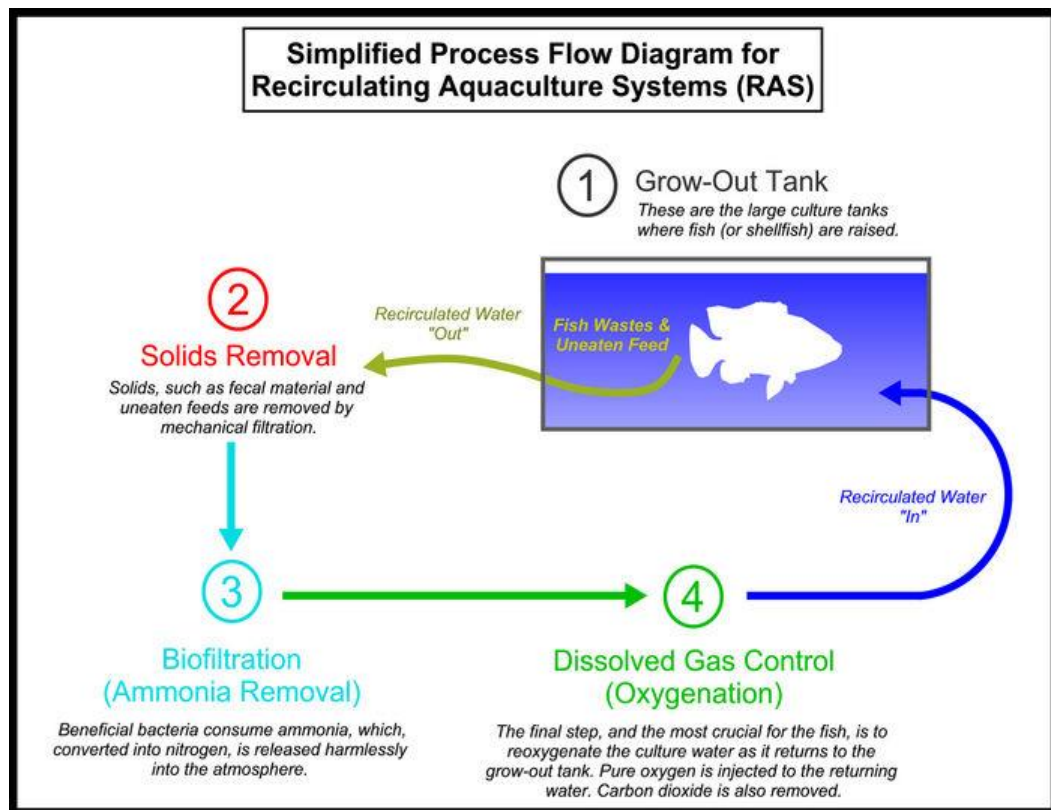 Simplified Process Flow Diagram for
Recirculating Aquaculture Systems (RAS)
1
Grow-Out Tank
These are the large culture tanks
where fish (or shellfish) are raised.
Fish Wastes &
Uneaten Feed
Recirculated Water
"Out"
2
Solids Removal
Solids, such as fecal material and
uneaten feeds are removed by
mechanical filtration.
3
Biofiltration
(Ammonia Removal)
Beneficial bacteria consume ammonia, which,
converted into nitrogen, is released harmlessly
into the atmosphere.
4
Dissolved Gas Control
(Oxygenation)
The final step, and the most crucial for the fish, is to
reoxygenate the culture water as it returns to the
grow-out tank. Pure oxygen is injected to the returning
water. Carbon dioxide is also removed.
Recirculated Water
"In"